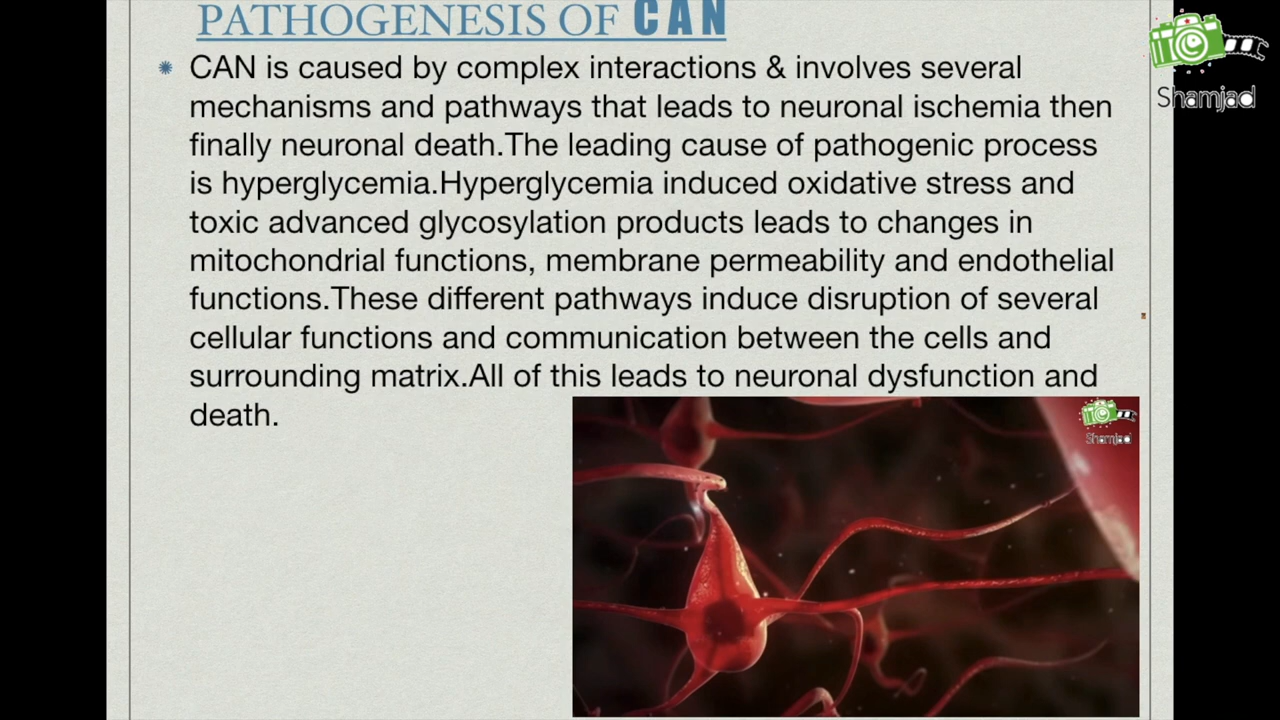 PATHOGENESIS OF CAN
CAN is caused by complex interactions & involves several
mechanisms and pathways that leads to neuronal ischemia then
finally neuronal death.The leading cause of pathogenic process
is hyperglycemia.Hyperglycemia induced oxidative stress and
toxic advanced glycosylation products leads to changes in
mitochondrial functions, membrane permeability and endothelial
functions.These different pathways induce disruption of several
cellular functions and communication between the cells and
surrounding matrix.All of this leads to neuronal dysfunction and
death.
Shamjad
Shamjad